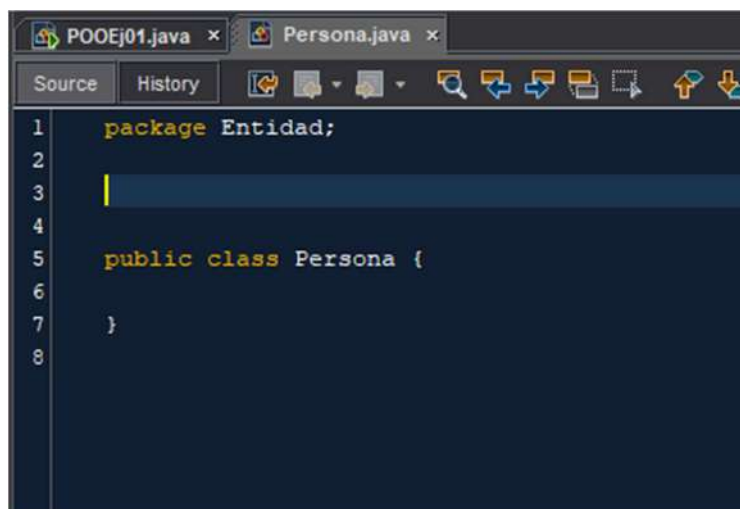 POOEj01.java × Persona.java ×
Source History
1 package Entidad;
2
3
4
5 public class Persona {
6
7 }
8